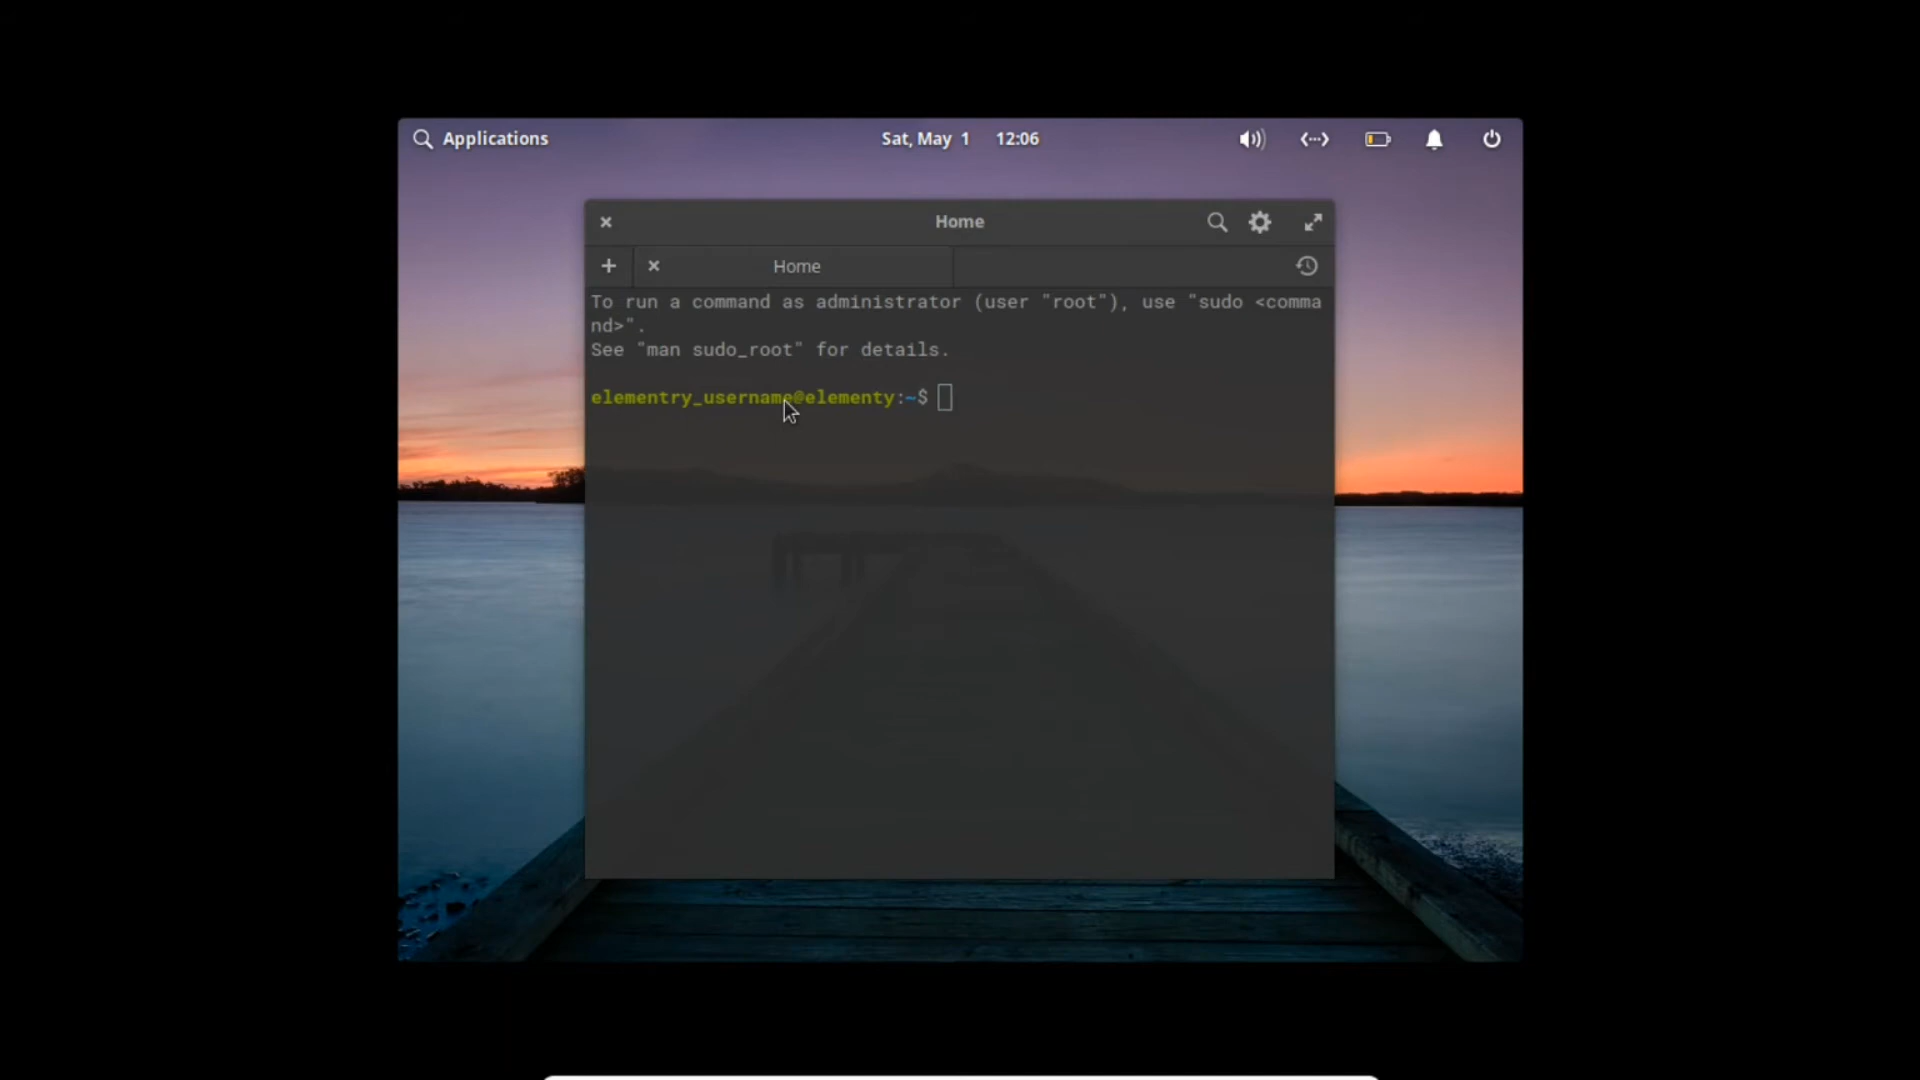 Applications
Sat, May 1 12:06
Home
Home
To run a command as administrator (user "root"), use "sudo <comma
nd>".
See "man sudo_root" for details.
elementry_username@elementy:~$